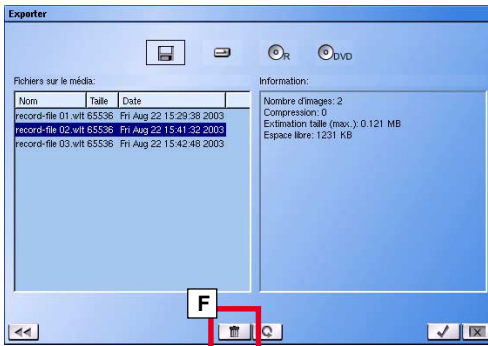 Exporter
R
DVD
Fichiers sur le média:
Nom Taille Date
record-file 01.wlt 65536 Fri Aug 22 15:29:38 2003
record-file 02.wlt 65536 Fri Aug 22 15:41:32 2003
record-file 03.wlt 65536 Fri Aug 22 15:42:48 2003
Information:
Nombre d'images: 2
Compression: 0
Extimation taille (max.): 0.121 MB
Espace libre: 1231 KB
F